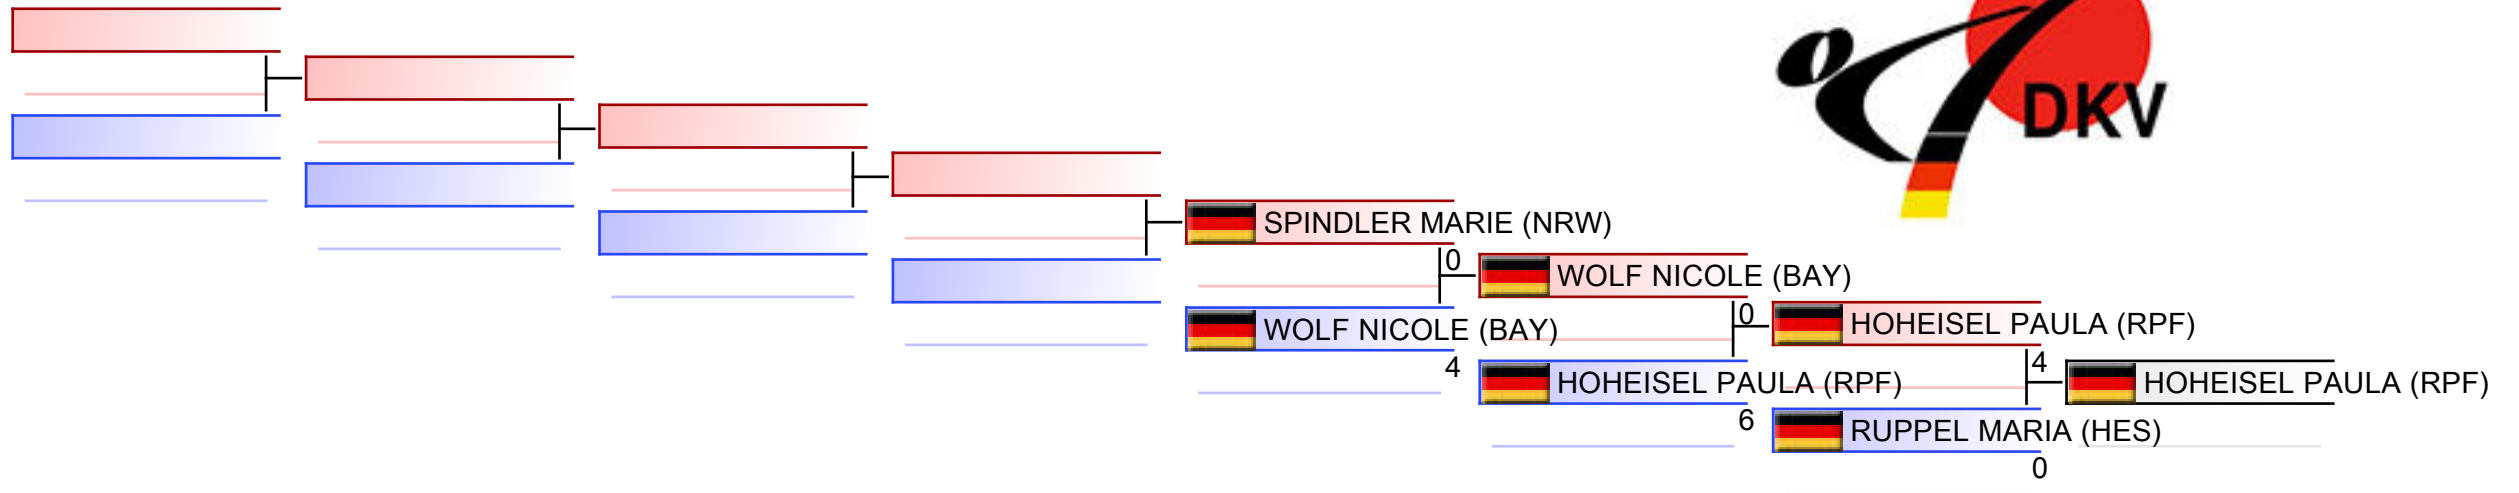 DKV
SPINDLER MARIE (NRW)
0
WOLF NICOLE (BAY)
WOLF NICOLE (BAY)
4
0
HOHEISEL PAULA (RPF)
HOHEISEL PAULA (RPF)
6
4
HOHEISEL PAULA (RPF)
RUPPEL MARIA (HES)
0